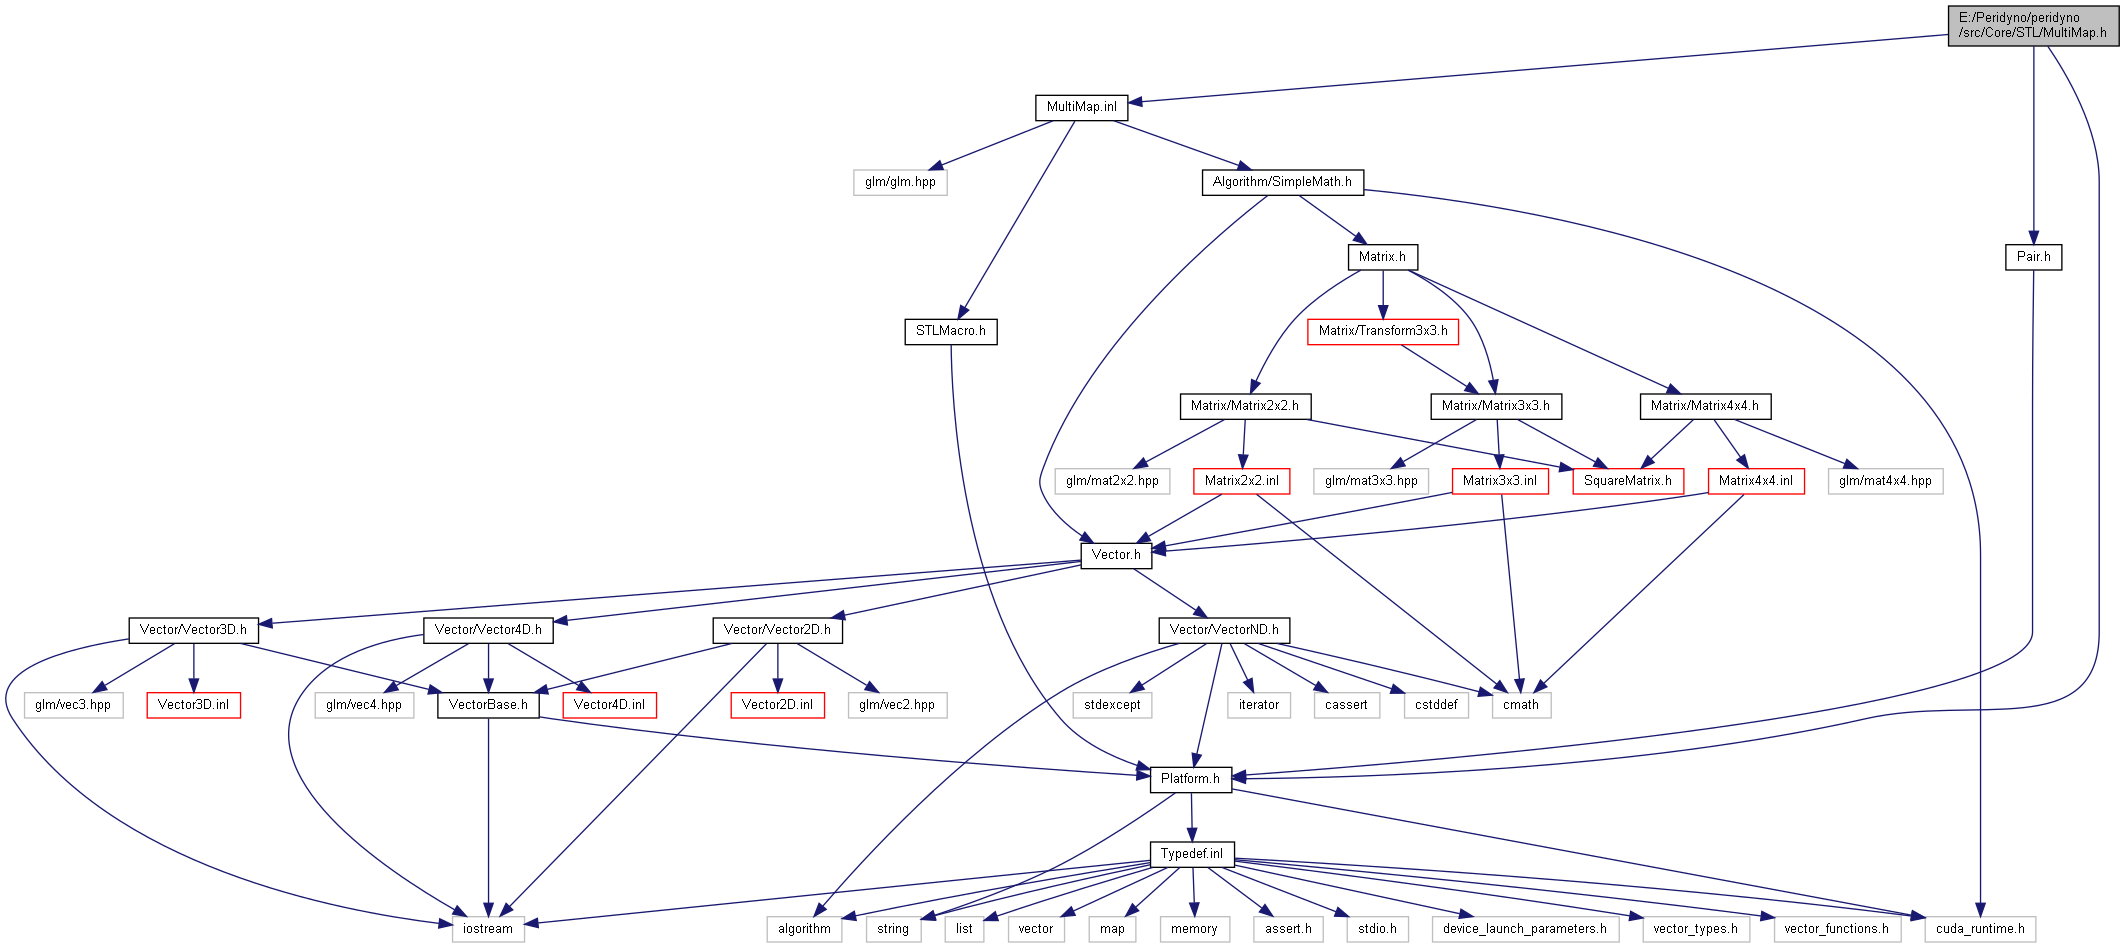 E:/Peridyno/peridyno
/src/Core/STL/MultiMap.h
MultiMap.inl
glm/glm.hpp
Algorithm/SimpleMath.h
Matrix.h
Pair.h
STLMacro.h
Matrix/Transform3x3.h
Matrix/Matrix2x2.h
Matrix/Matrix3x3.h
Matrix/Matrix4x4.h
glm/mat2x2.hpp
Matrix2x2.inl
glm/mat3x3.hpp
Matrix3x3.inl
SquareMatrix.h
Matrix4x4.inl
glm/mat4x4.hpp
Vector.h
Vector/Vector3D.h
Vector/Vector4D.h
Vector/Vector2D.h
Vector/VectorND.h
glm/vec3.hpp
Vector3D.inl
glm/vec4.hpp
VectorBase.h
Vector4D.inl
Vector2D.inl
glm/vec2.hpp
stdexcept
iterator
cassert
cstddef
cmath
Platform.h
Typedef.inl
iostream
algorithm
string
list
vector
map
memory
assert.h
stdio.h
device_launch_parameters.h
vector_types.h
vector_functions.h
cuda_runtime.h